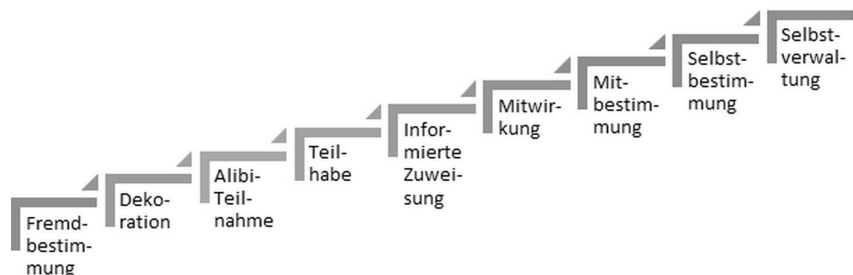 Fremd-
bestim-
mung
Deko-
ration
Alibi-
Teil-
nahme
Teil-
habe
Infor-
mierte
Zuwei-
sung
Mitwir-
kung
Mit-
bestim-
mung
Selbst-
bestim-
mung
Selbst-
verwal-
tung